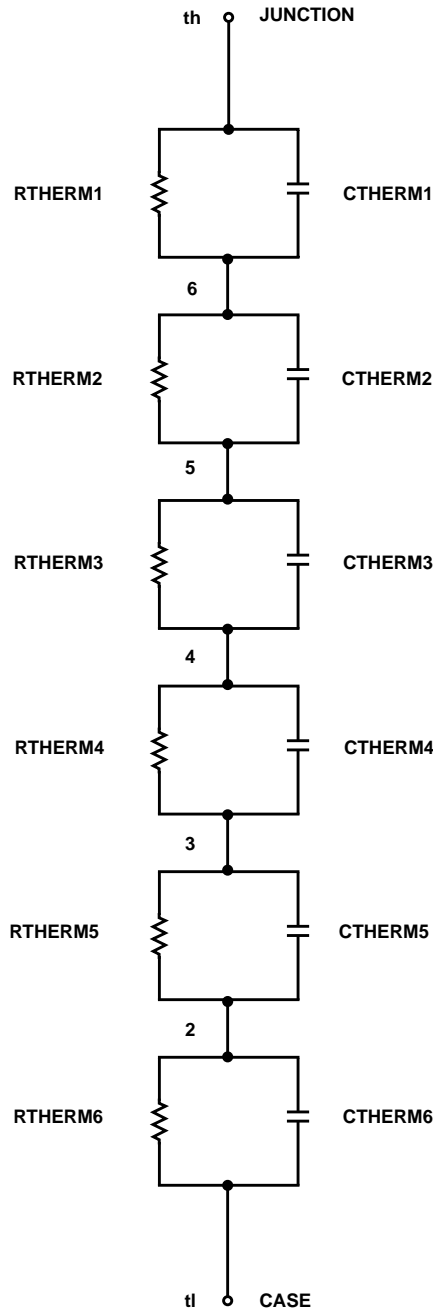 th JUNCTION
RTHERM1 CTHERM1
6
RTHERM2 CTHERM2
5
RTHERM3 CTHERM3
4
RTHERM4 CTHERM4
3
RTHERM5 CTHERM5
2
RTHERM6 CTHERM6
tl CASE